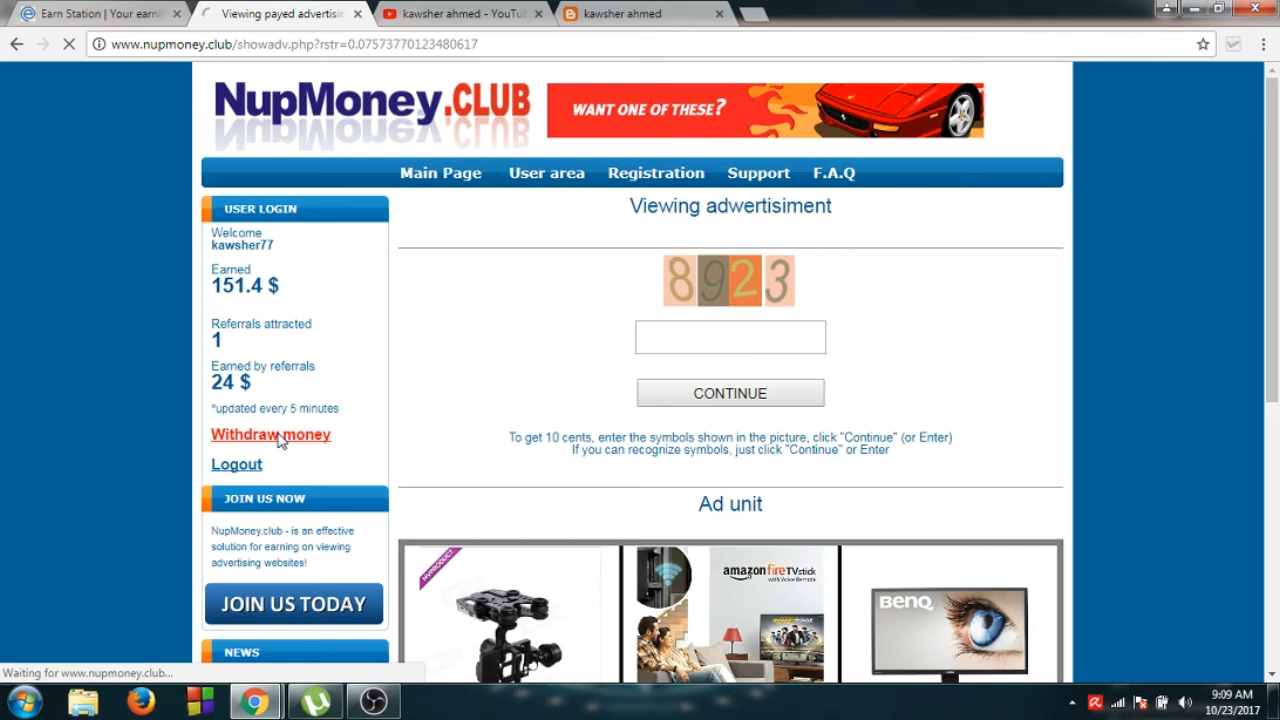 Earn Station | Your earni
Viewing payed advertisin
kawsher ahmed - YouTu
kawsher ahmed
www.nupmoney.club/showadv.php?rstr=0.07573770123480617
NupMoney.CLUB
WANT ONE OF THESE?
Main Page
User area
Registration
Support
F.A.Q
USER LOGIN
Welcome
kawsher77
Earned
151.4 $
Referrals attracted
1
Earned by referrals
24 $
*updated every 5 minutes
Withdraw money
Logout
JOIN US NOW
NupMoney.club - is an effective
solution for earning on viewing
advertising websites!
JOIN US TODAY
NEWS
Viewing adwertisiment
8923
CONTINUE
To get 10 cents, enter the symbols shown in the picture, click "Continue" (or Enter)
If you can recognize symbols, just click "Continue" or Enter
Ad unit
MYPRODUCT
amazon fireTVstick
with Voice Remote
BENQ
Waiting for www.nupmoney.club...
9:09 AM
10/23/2017